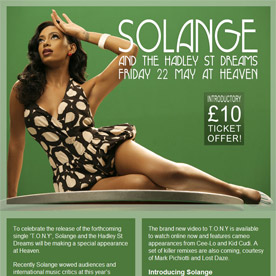 SOLANGE
AND THE HADLEY ST DREAMS
FRIDAY 22 MAY AT HEAVEN
INTRODUCTORY
£10
TICKET
OFFER!
To celebrate the release of the forthcoming
single 'T.O.N.Y', Solange and the Hadley St
Dreams will be making a special appearance
at Heaven.
Recently Solange wowed audiences and
international music critics at this year's
The brand new video to T.O.N.Y is available
to watch online now and features cameo
appearances from Cee-Lo and Kid Cudi. A
set of killer remixes are also coming, courtesy
of Mark Picchiotti and Lost Daze.
Introducing Solange